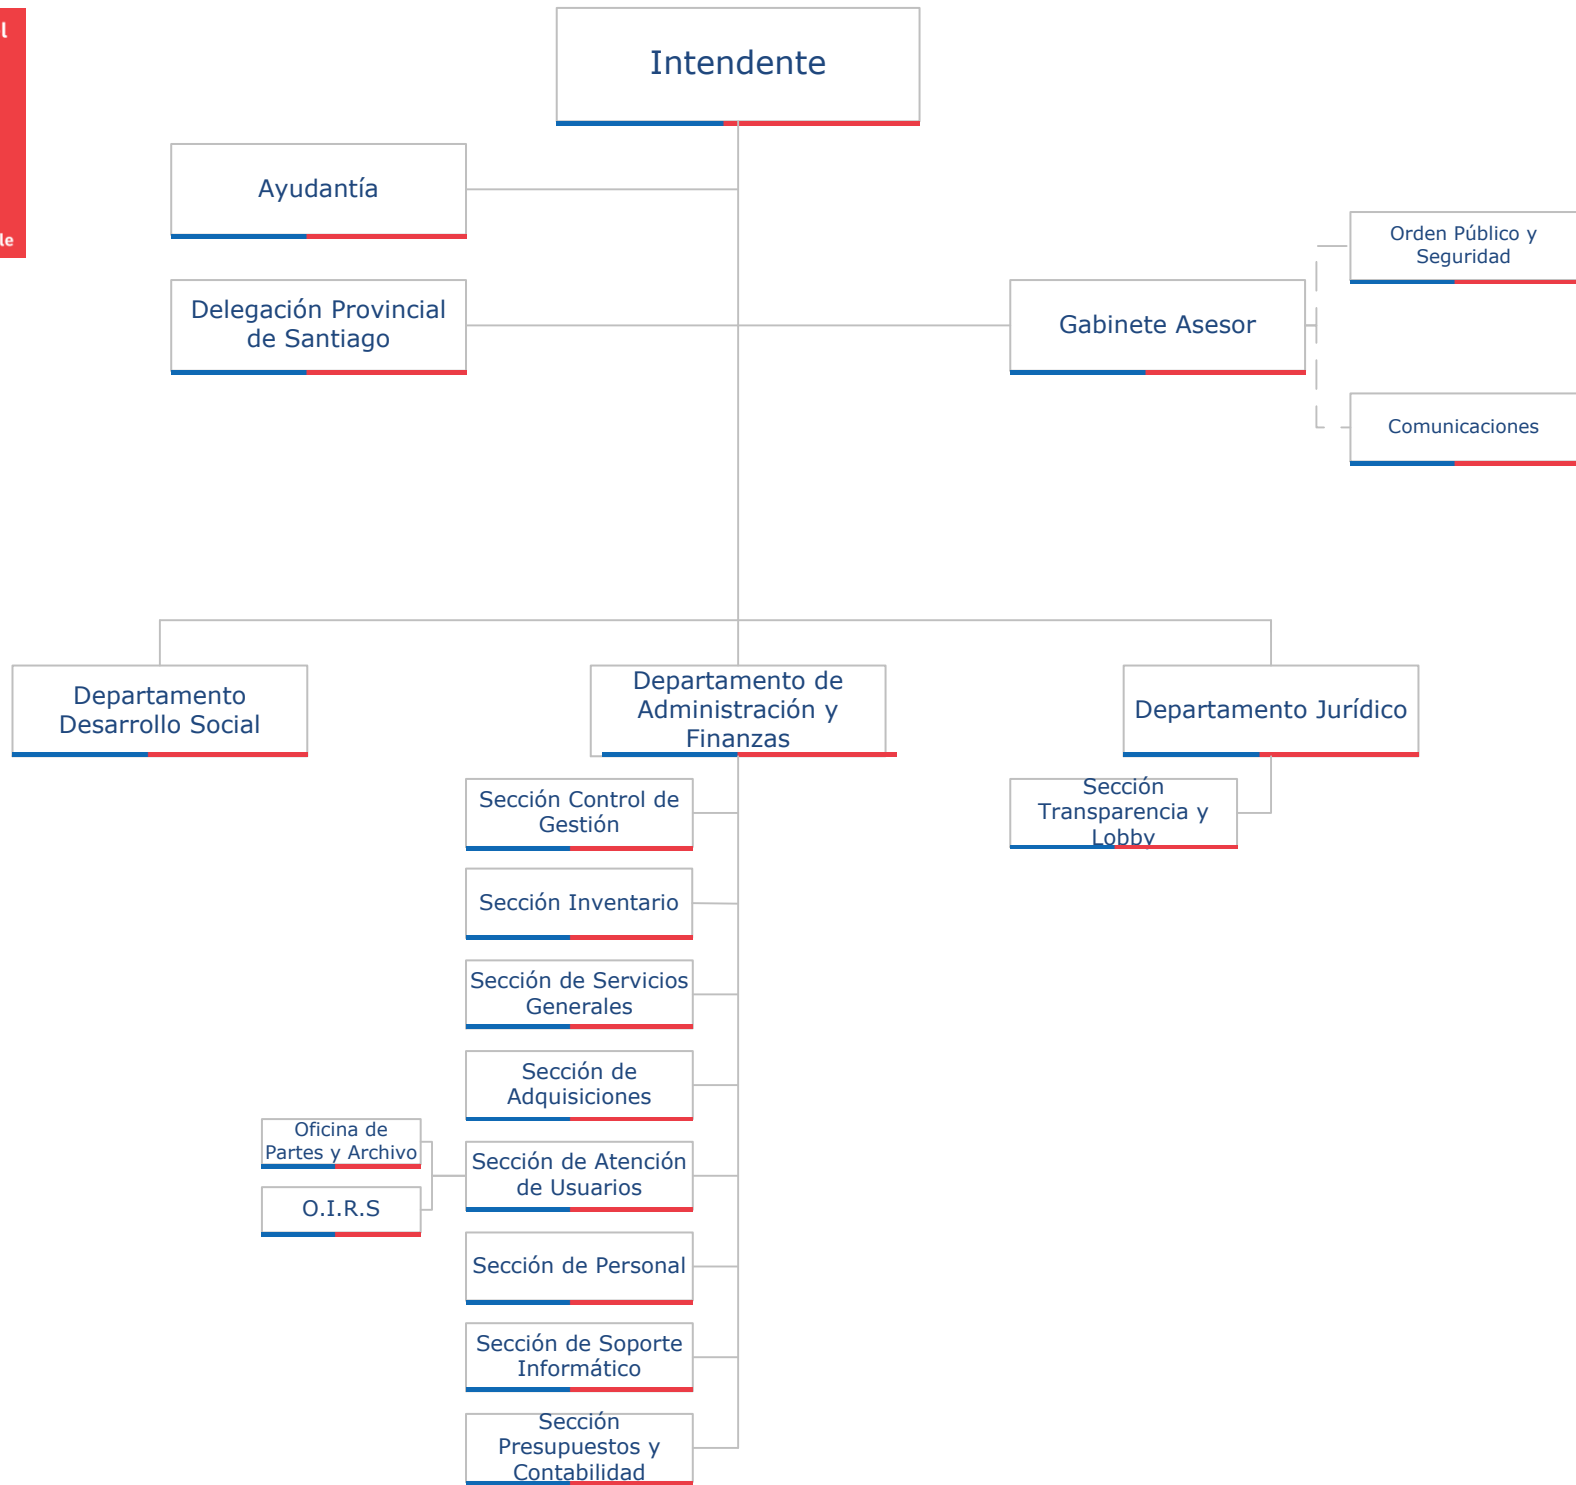 Intendente
Ayudantía
Delegación Provincial
de Santiago
Gabinete Asesor
Orden Público y
Seguridad
Comunicaciones
Departamento
Desarrollo Social
Departamento de
Administración y
Finanzas
Departamento Jurídico
Sección
Transparencia y
Lobby
Sección Control de
Gestión
Sección Inventario
Sección de Servicios
Generales
Sección de
Adquisiciones
Sección de Atención
de Usuarios
Oficina de
Partes y Archivo
O.I.R.S
Sección de Personal
Sección de Soporte
Informático
Sección
Presupuestos y
Contabilidad